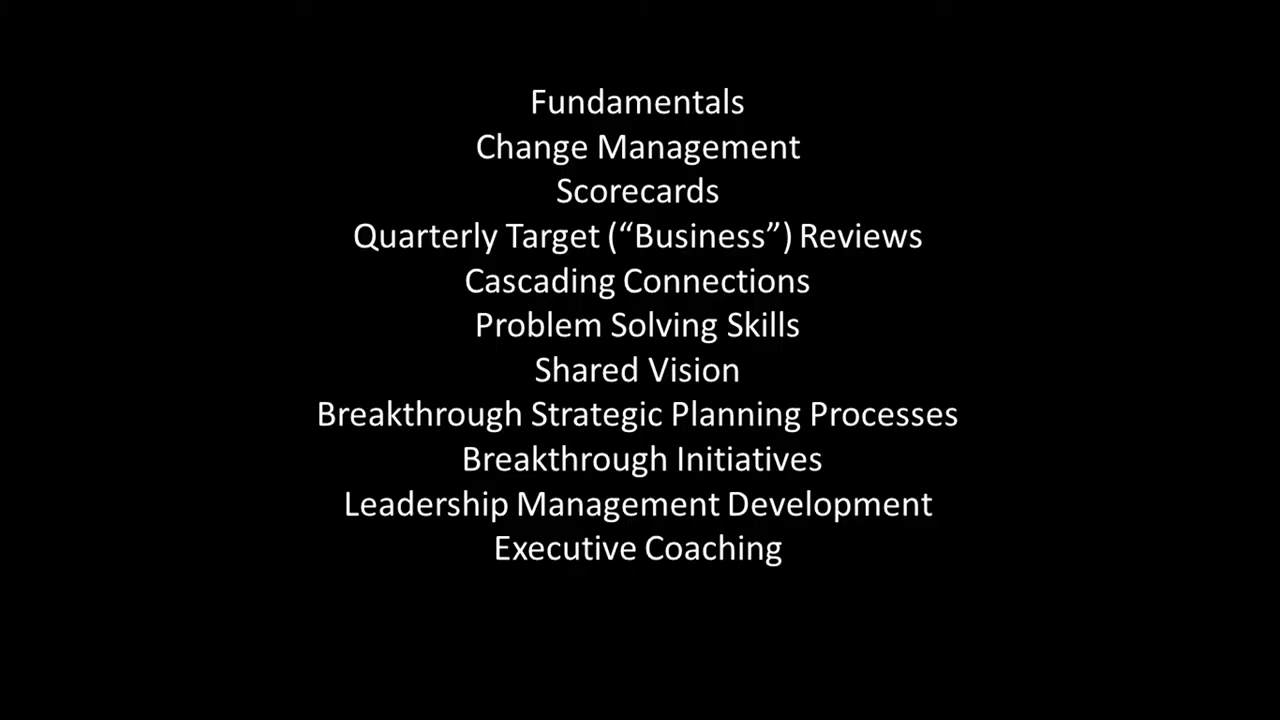 Fundamentals
Change Management
Scorecards
Quarterly Target (“Business”) Reviews
Cascading Connections
Problem Solving Skills
Shared Vision
Breakthrough Strategic Planning Processes
Breakthrough Initiatives
Leadership Management Development
Executive Coaching